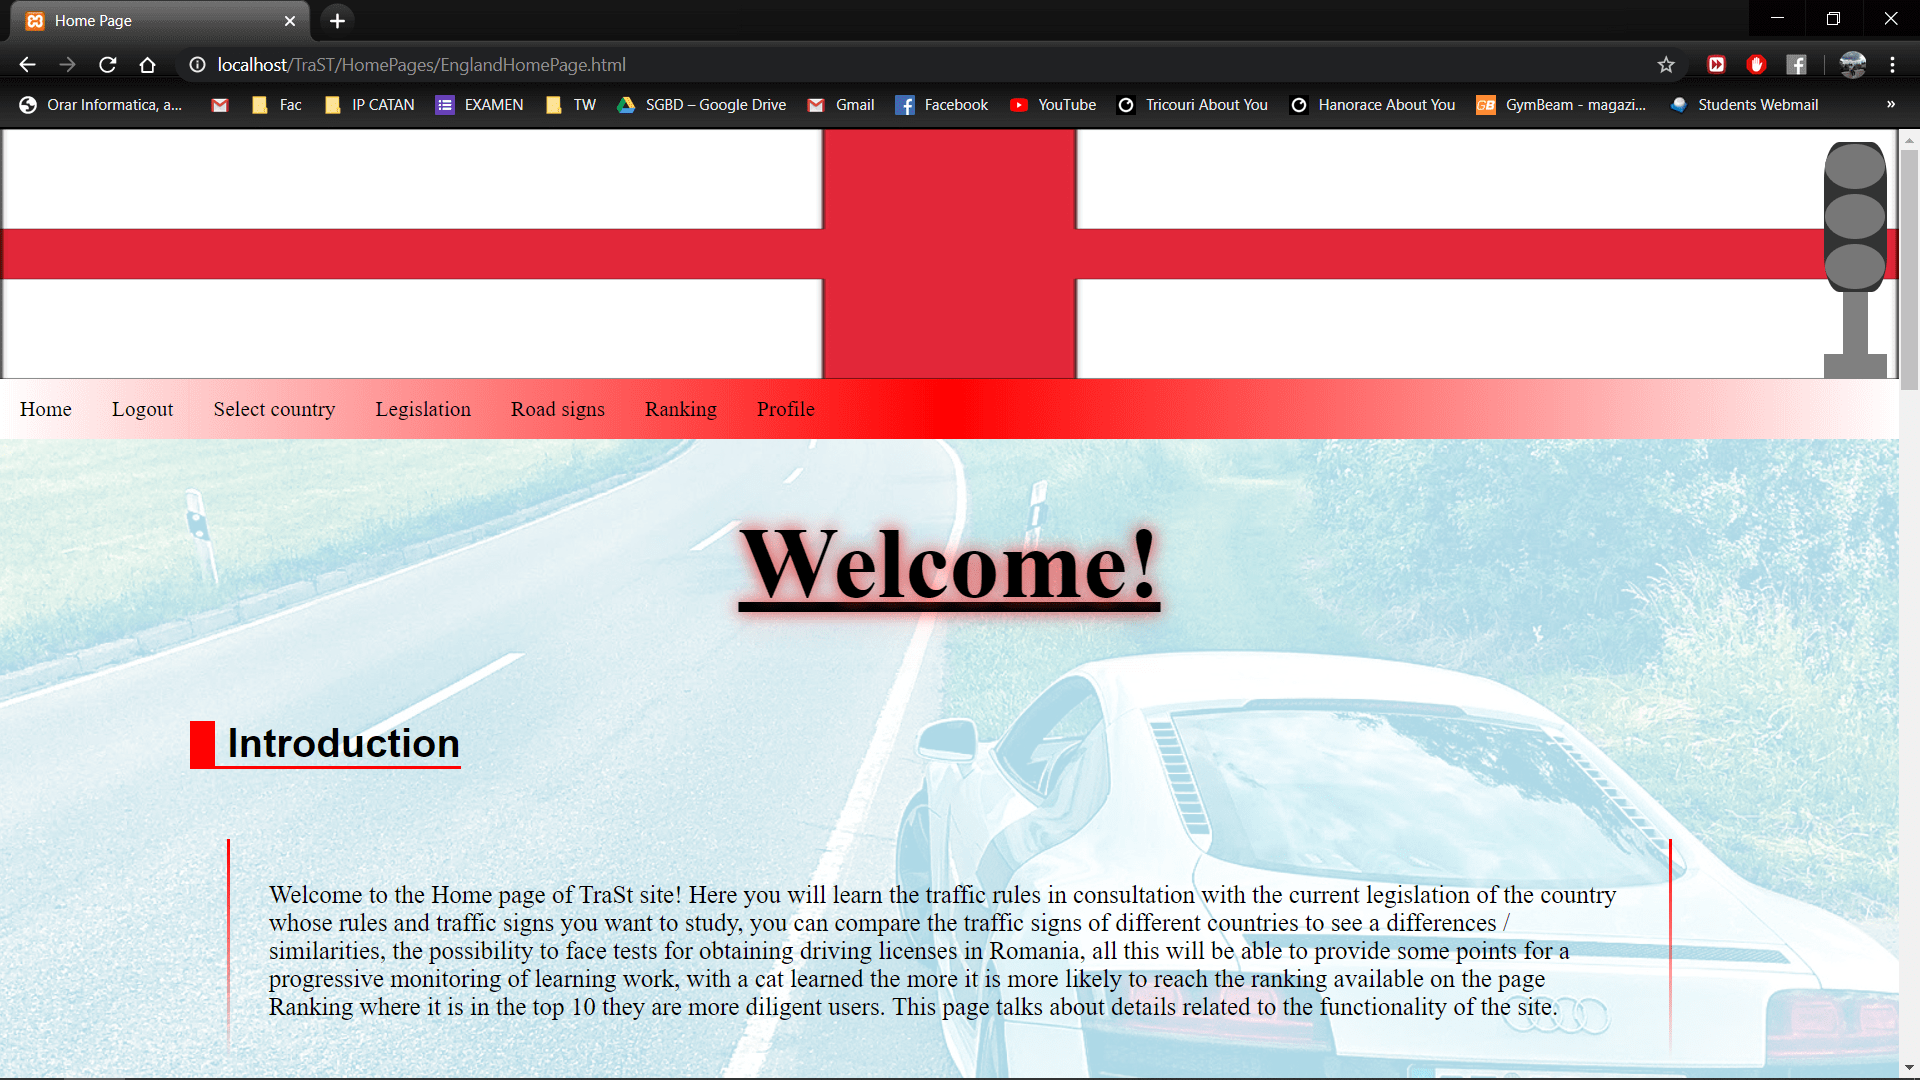 Home Page
localhost/TraST/HomePages/EnglandHomePage.html
Orar Informatica, a... Fac IP CATAN EXAMEN TW SGBD – Google Drive Gmail Facebook YouTube Tricouri About You Hanorace About You GB GymBeam - magazi... Students Webmail »
Home Logout Select country Legislation Road signs Ranking Profile
Welcome!
Introduction
Welcome to the Home page of TraSt site! Here you will learn the traffic rules in consultation with the current legislation of the country
whose rules and traffic signs you want to study, you can compare the traffic signs of different countries to see a differences /
similarities, the possibility to face tests for obtaining driving licenses in Romania, all this will be able to provide some points for a
progressive monitoring of learning work, with a cat learned the more it is more likely to reach the ranking available on the page
Ranking where it is in the top 10 they are more diligent users. This page talks about details related to the functionality of the site.